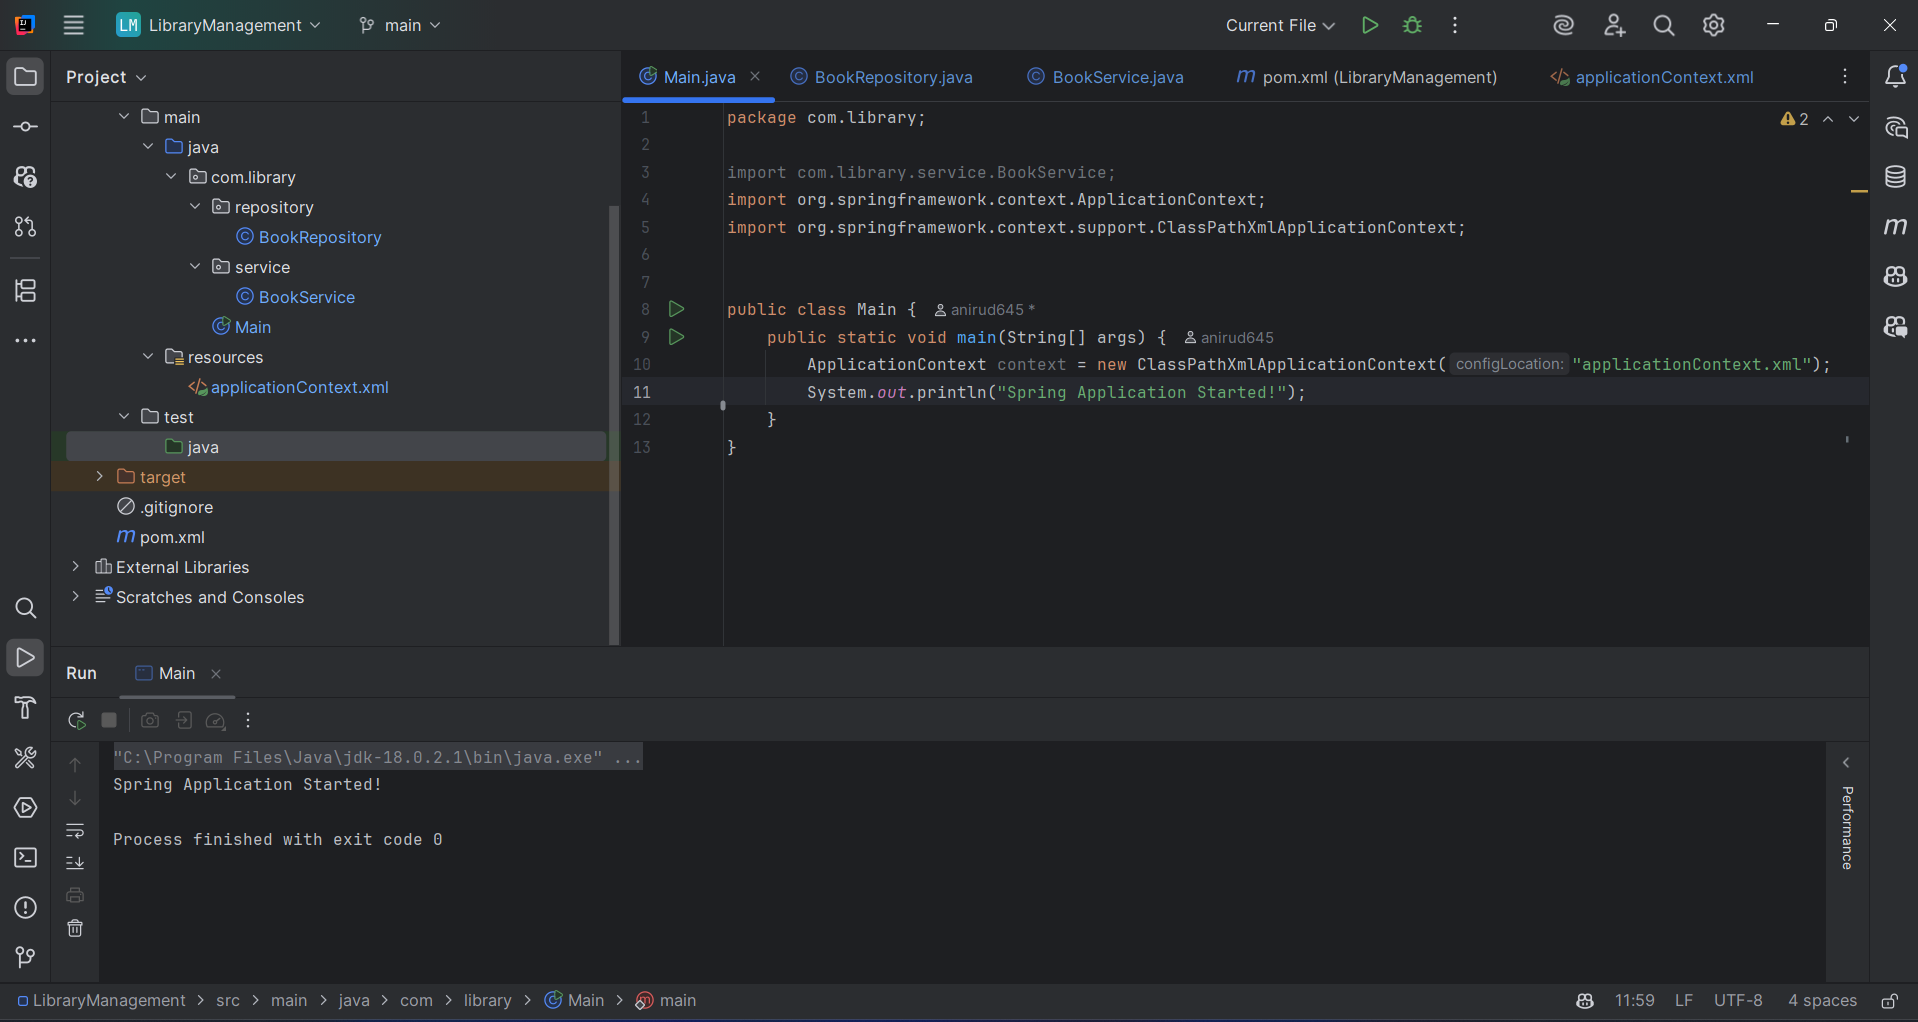 LM LibraryManagement main Current File
Project
Main.java BookRepository.java BookService.java pom.xml (LibraryManagement) applicationContext.xml
main
java
com.library
repository
BookRepository
service
BookService
Main
resources
applicationContext.xml
test
java
target
.gitignore
pom.xml
External Libraries
Scratches and Consoles
2
1 package com.library;
2
3 import com.library.service.BookService;
4 import org.springframework.context.ApplicationContext;
5 import org.springframework.context.support.ClassPathXmlApplicationContext;
6
7
8 public class Main { anirud645 *
9 public static void main(String[] args) { anirud645
10 ApplicationContext context = new ClassPathXmlApplicationContext( configLocation: "applicationContext.xml");
11 System.out.println("Spring Application Started!");
12 }
13 }
Run Main
"C:\Program Files\Java\jdk-18.0.2.1\bin\java.exe" ...
Spring Application Started!
Process finished with exit code 0
Performance
LibraryManagement > src > main > java > com > library > Main > main 11:59 LF UTF-8 4 spaces